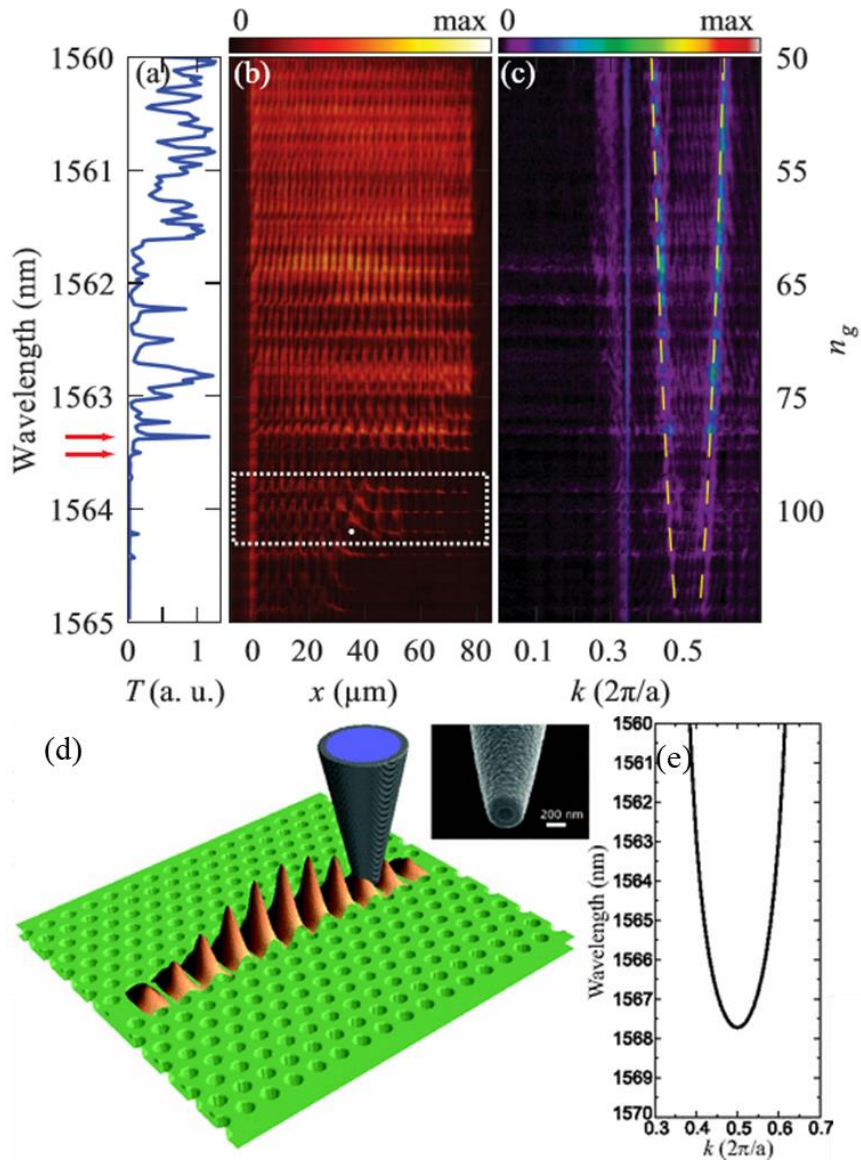 0 max 0 max
1560 (a) (b) (c) 50
1561 55
1562 65
1563 75
1564 100
1565
Wavelength (nm)
n_g
0 1 0 20 40 60 80 0.1 0.3 0.5
T (a. u.) x (μm) k (2π/a)
(d)
200 nm
(e)
1560
1561
1562
1563
1564
1565
1566
1567
1568
1569
1570
Wavelength (nm)
0.3 0.4 0.5 0.6 0.7
k (2π/a)